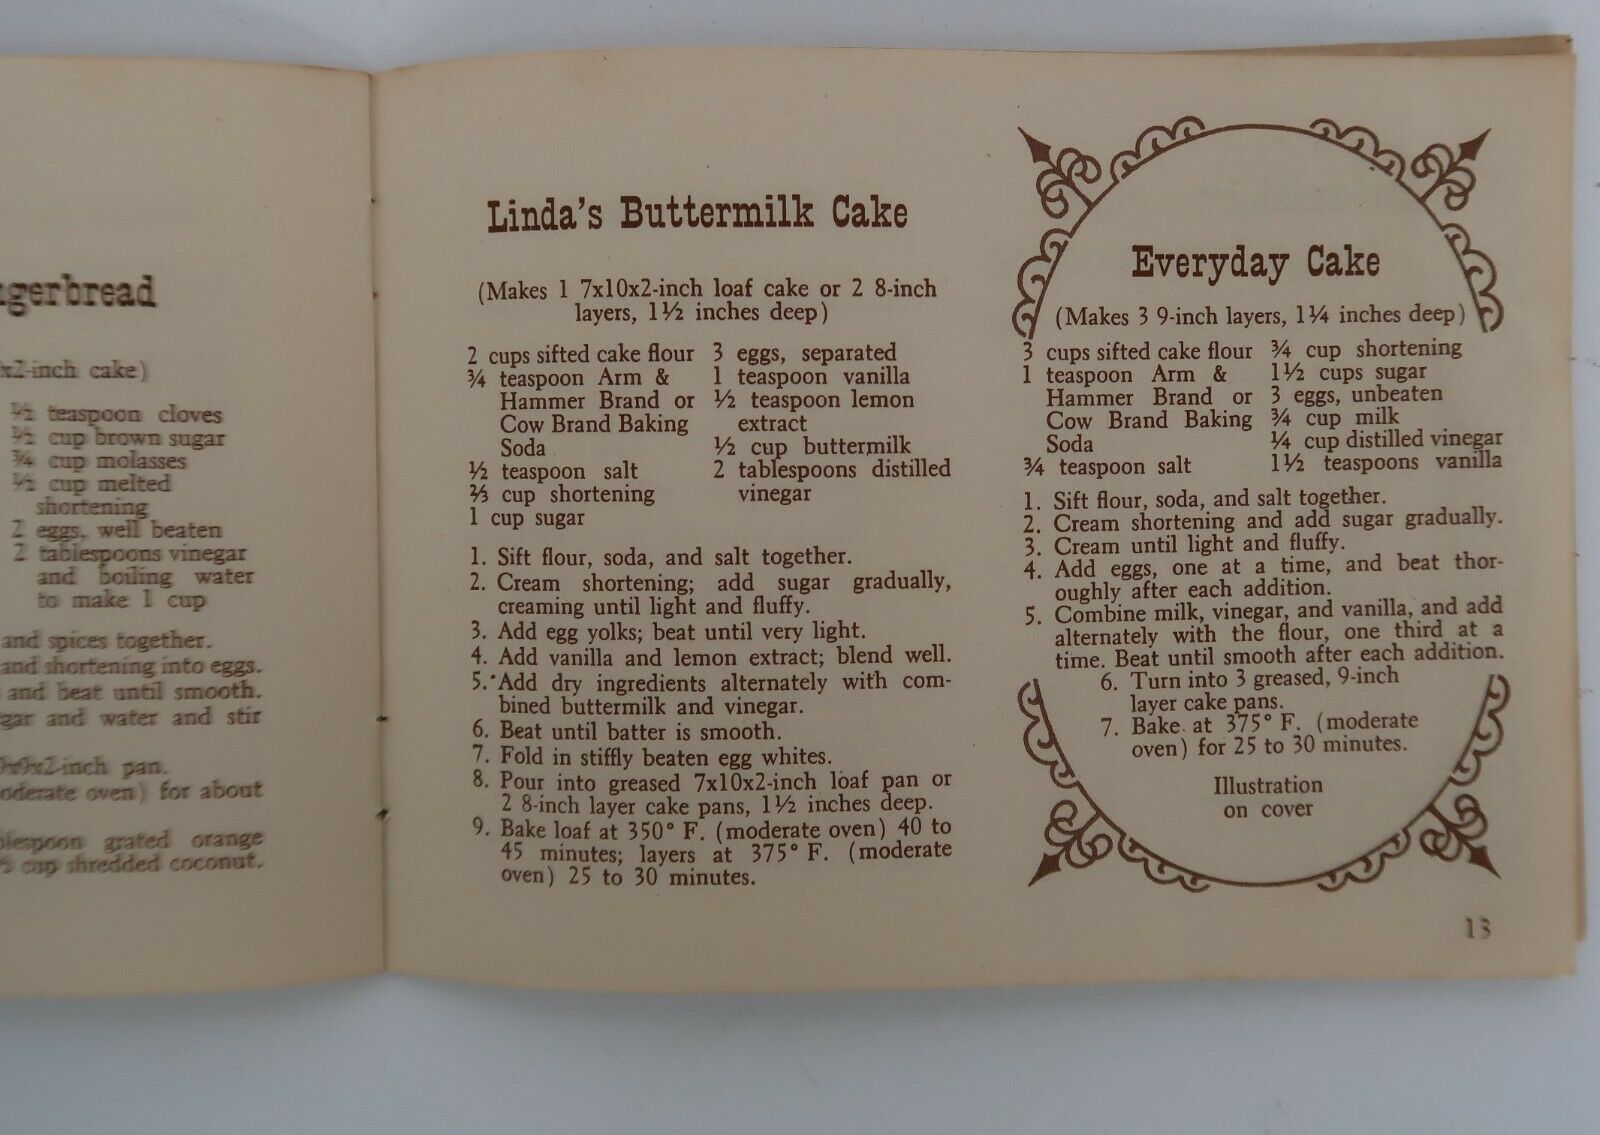 gerbread
x2-inch cake)
½ teaspoon cloves
½ cup brown sugar
¾ cup molasses
½ cup melted
shortening
2 eggs, well beaten
2 tablespoons vinegar
and boiling water
to make 1 cup
and spices together.
and shortening into eggs.
and beat until smooth.
gar and water and stir
9x9x2-inch pan.
oderate oven) for about
blespoon grated orange
cup shredded coconut.
Linda's Buttermilk Cake
(Makes 1 7x10x2-inch loaf cake or 2 8-inch
layers, 1½ inches deep)
2 cups sifted cake flour
¾ teaspoon Arm &
Hammer Brand or
Cow Brand Baking
Soda
½ teaspoon salt
⅔ cup shortening
1 cup sugar
3 eggs, separated
1 teaspoon vanilla
½ teaspoon lemon
extract
½ cup buttermilk
2 tablespoons distilled
vinegar
1. Sift flour, soda, and salt together.
2. Cream shortening; add sugar gradually,
creaming until light and fluffy.
3. Add egg yolks; beat until very light.
4. Add vanilla and lemon extract; blend well.
5. Add dry ingredients alternately with com-
bined buttermilk and vinegar.
6. Beat until batter is smooth.
7. Fold in stiffly beaten egg whites.
8. Pour into greased 7x10x2-inch loaf pan or
2 8-inch layer cake pans, 1½ inches deep.
9. Bake loaf at 350° F. (moderate oven) 40 to
45 minutes; layers at 375° F. (moderate
oven) 25 to 30 minutes.
Everyday Cake
(Makes 3 9-inch layers, 1¼ inches deep)
3 cups sifted cake flour
1 teaspoon Arm &
Hammer Brand or
Cow Brand Baking
Soda
¾ teaspoon salt
¾ cup shortening
1½ cups sugar
3 eggs, unbeaten
¾ cup milk
¼ cup distilled vinegar
1½ teaspoons vanilla
1. Sift flour, soda, and salt together.
2. Cream shortening and add sugar gradually.
3. Cream until light and fluffy.
4. Add eggs, one at a time, and beat thor-
oughly after each addition.
5. Combine milk, vinegar, and vanilla, and add
alternately with the flour, one third at a
time. Beat until smooth after each addition.
6. Turn into 3 greased, 9-inch
layer cake pans.
7. Bake at 375° F. (moderate
oven) for 25 to 30 minutes.
Illustration
on cover
13